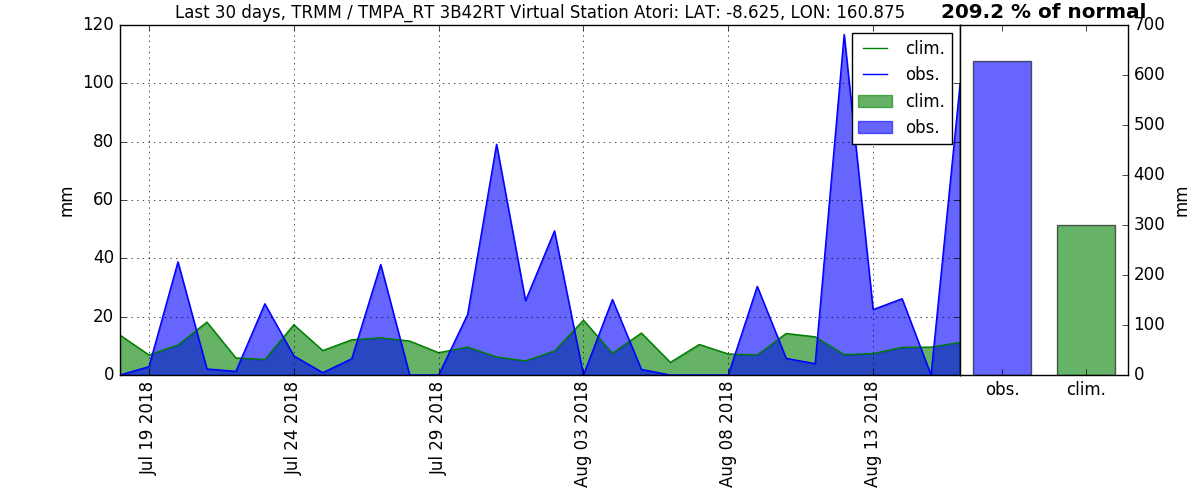 Last 30 days, TRMM / TMPA_RT 3B42RT Virtual Station Atori: LAT: -8.625, LON: 160.875
209.2 % of normal
120
100
80
60
40
20
0
mm
clim.
obs.
clim.
obs.
700
600
500
400
300
200
100
0
mm
Jul 19 2018
Jul 24 2018
Jul 29 2018
Aug 03 2018
Aug 08 2018
Aug 13 2018
obs.
clim.